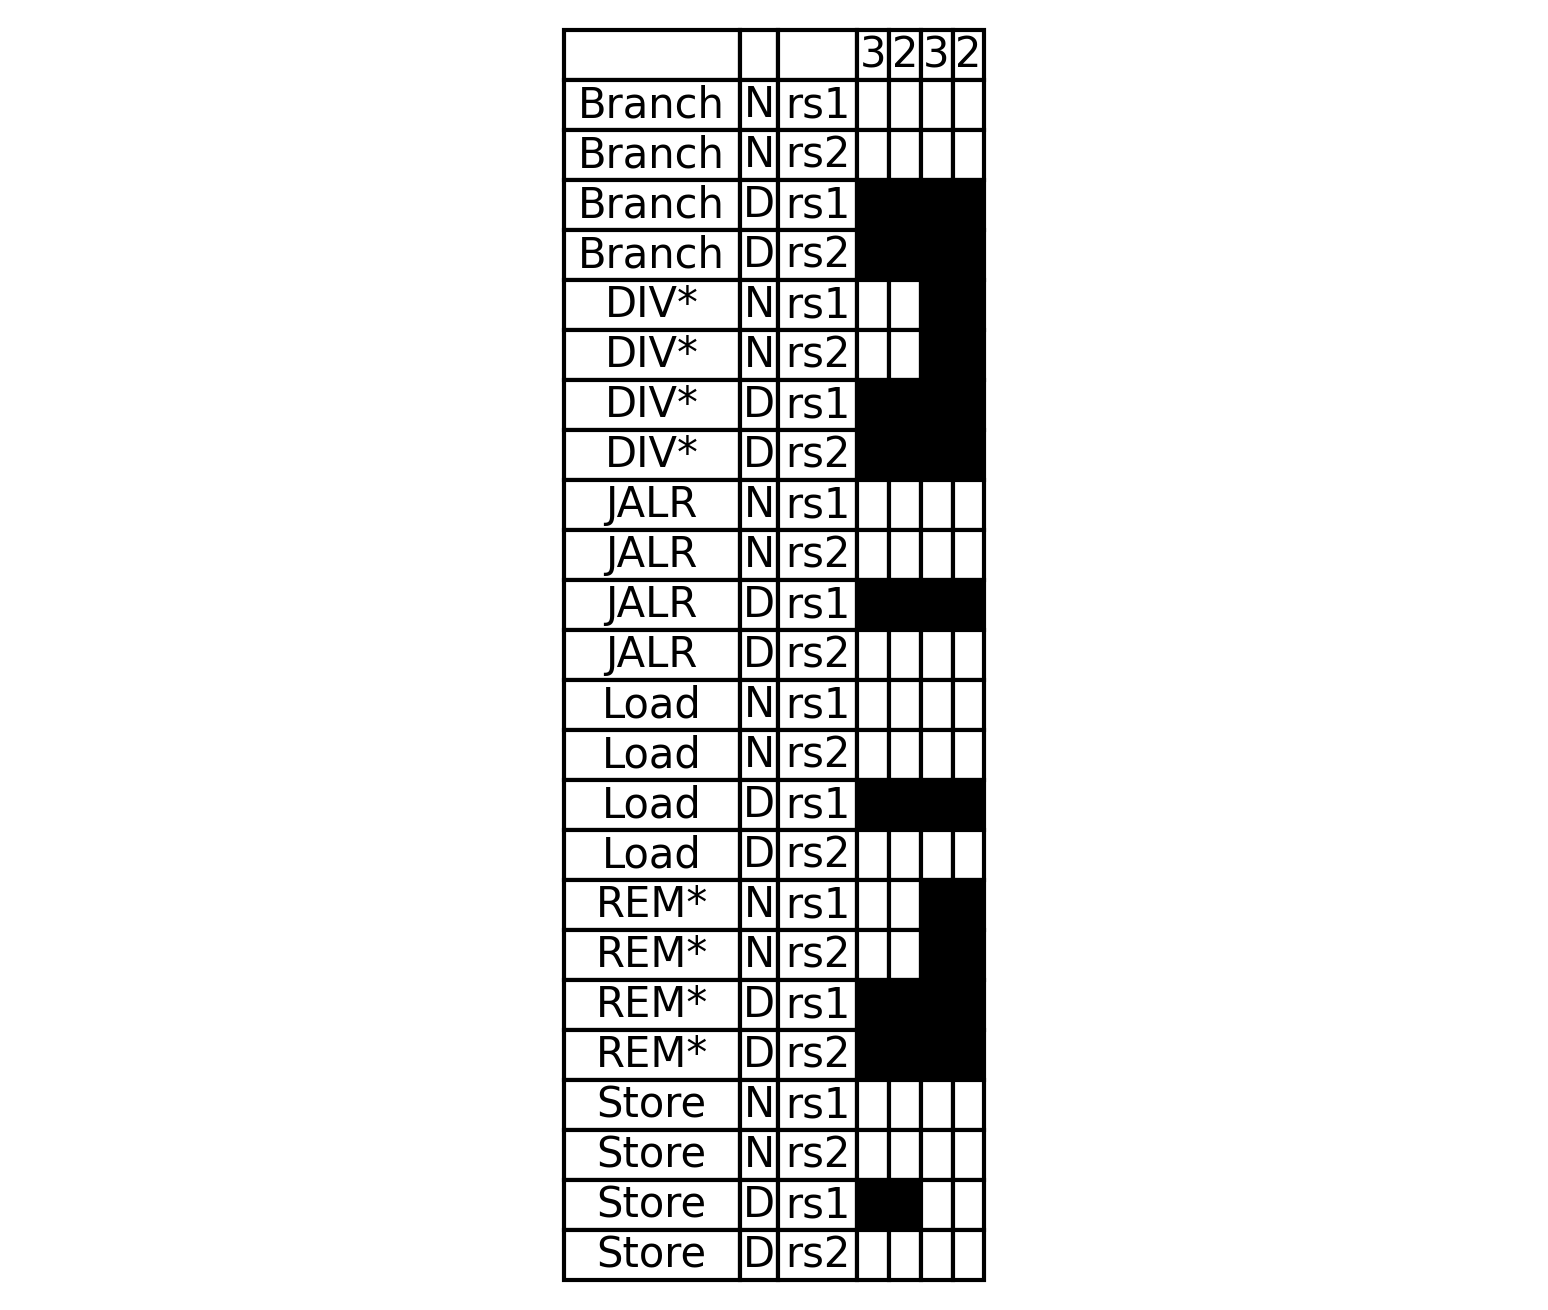 3 2 3 2
Branch N rs1
Branch N rs2
Branch D rs1
Branch D rs2
DIV* N rs1
DIV* N rs2
DIV* D rs1
DIV* D rs2
JALR N rs1
JALR N rs2
JALR D rs1
JALR D rs2
Load N rs1
Load N rs2
Load D rs1
Load D rs2
REM* N rs1
REM* N rs2
REM* D rs1
REM* D rs2
Store N rs1
Store N rs2
Store D rs1
Store D rs2